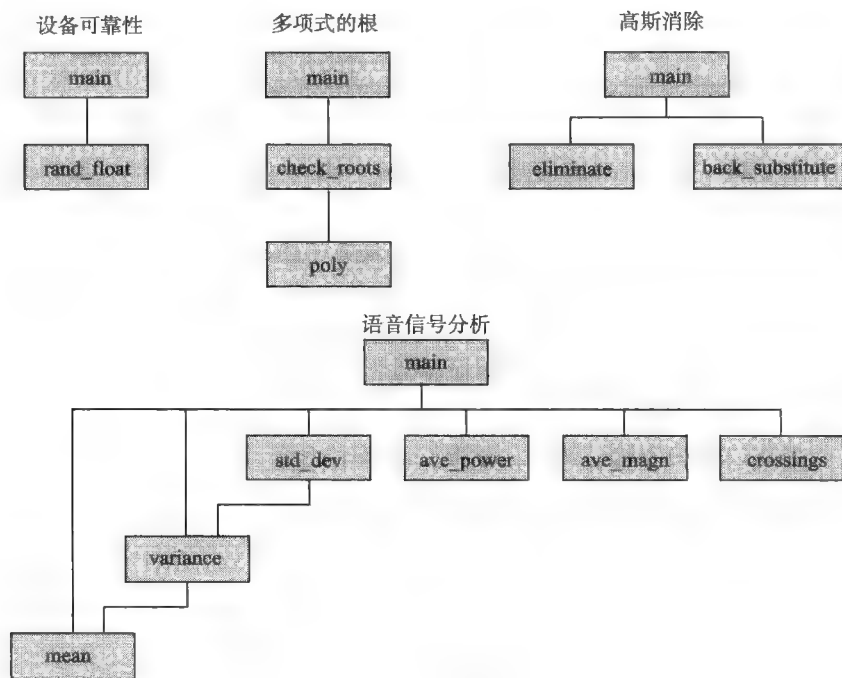 设备可靠性
多项式的根
高斯消除
main
main
main
rand_float
check_roots
eliminate
back_substitute
poly
语音信号分析
main
std_dev
ave_power
ave_magn
crossings
variance
mean